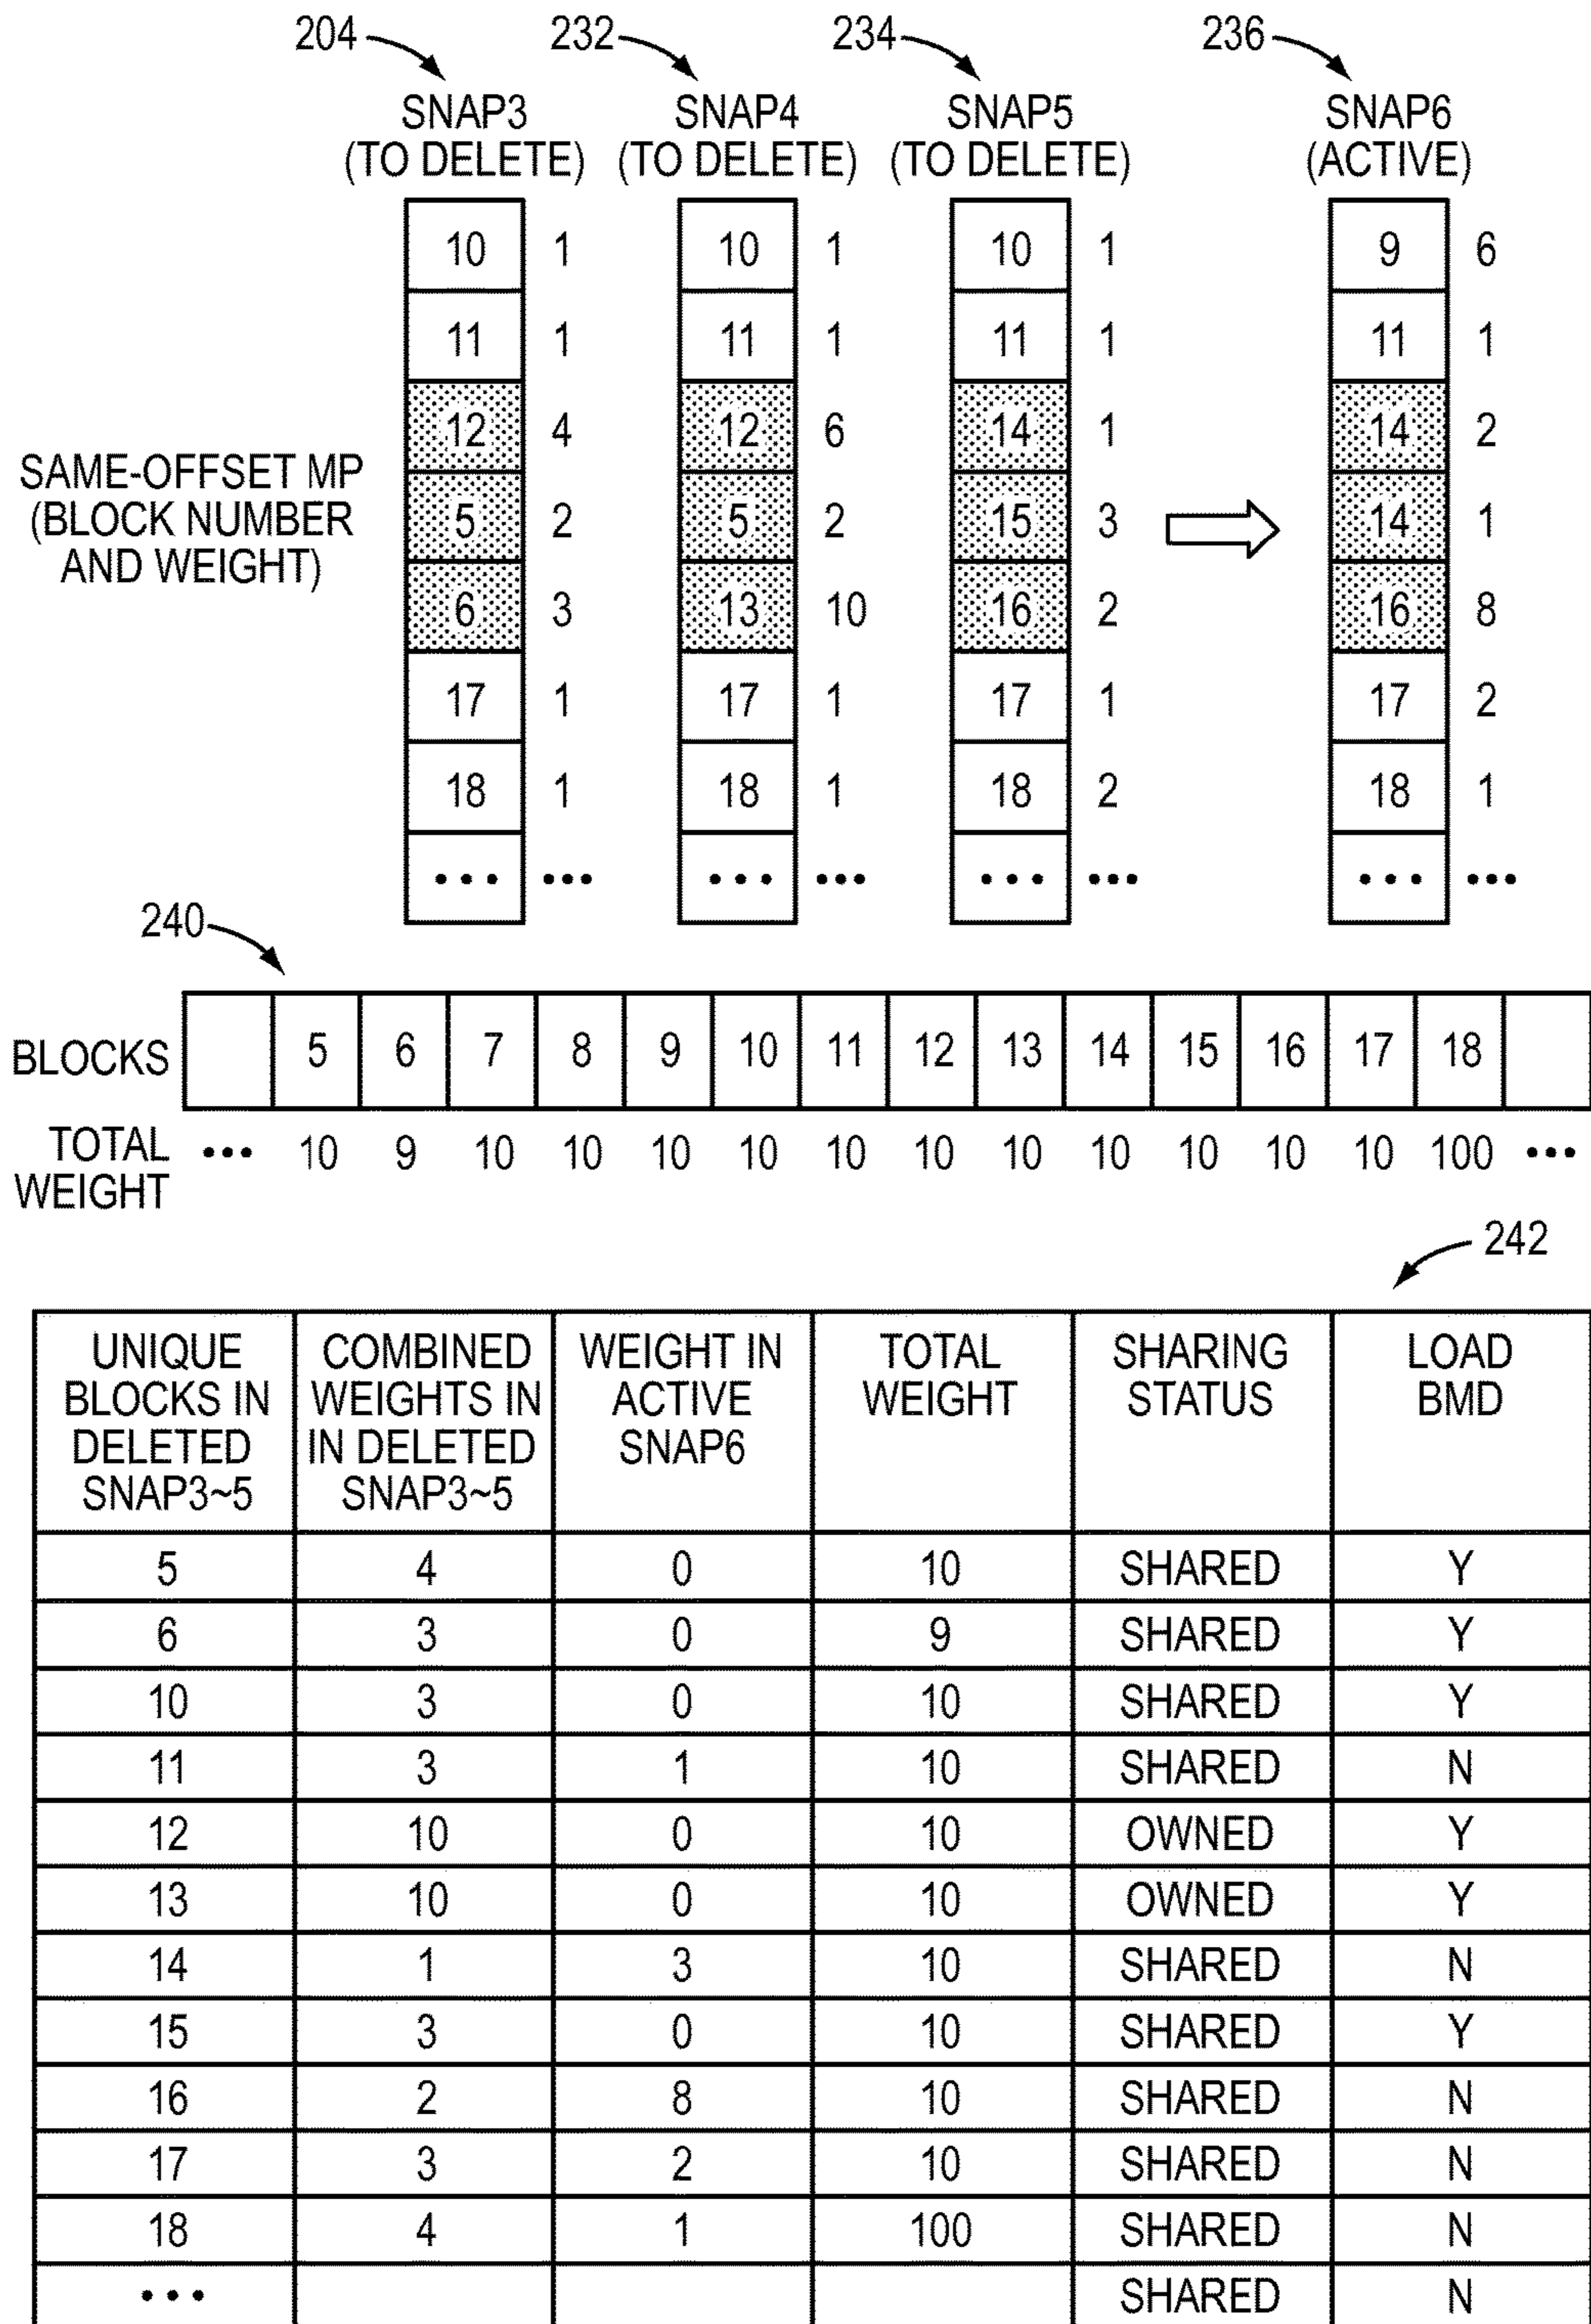 204 232 234 236
SNAP3 SNAP4 SNAP5 SNAP6
(TO DELETE) (TO DELETE) (TO DELETE) (ACTIVE)
10 1 10 1 10 1 9 6
11 1 11 1 11 1 11 1
12 4 12 6 14 1 14 2
SAME-OFFSET MP
(BLOCK NUMBER
AND WEIGHT)
5 2 5 2 15 3 14 1
6 3 13 10 16 2 16 8
17 1 17 1 17 1 17 2
18 1 18 1 18 2 18 1
... ... ... ... ... ... ... ...
240
BLOCKS 5 6 7 8 9 10 11 12 13 14 15 16 17 18
TOTAL
WEIGHT
... 10 9 10 10 10 10 10 10 10 10 10 10 10 100 ...
242
UNIQUE
BLOCKS IN
DELETED
SNAP3~5
COMBINED
WEIGHTS IN
IN DELETED
SNAP3~5
WEIGHT IN
ACTIVE
SNAP6
TOTAL
WEIGHT
SHARING
STATUS
LOAD
BMD
5 4 0 10 SHARED Y
6 3 0 9 SHARED Y
10 3 0 10 SHARED Y
11 3 1 10 SHARED N
12 10 0 10 OWNED Y
13 10 0 10 OWNED Y
14 1 3 10 SHARED N
15 3 0 10 SHARED Y
16 2 8 10 SHARED N
17 3 2 10 SHARED N
18 4 1 100 SHARED N
... SHARED N